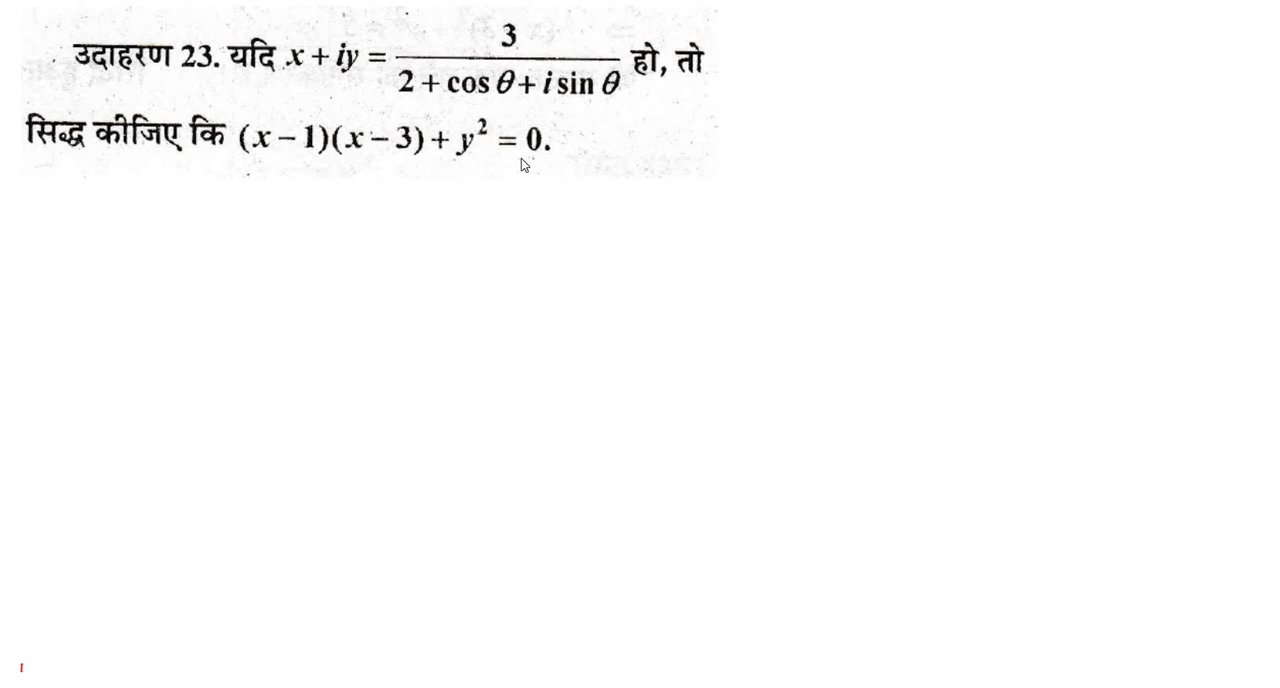 उदाहरण 23. यदि x + iy = 3 / (2 + cos θ + i sin θ) हो, तो
सिद्ध कीजिए कि (x – 1)(x – 3) + y² = 0.